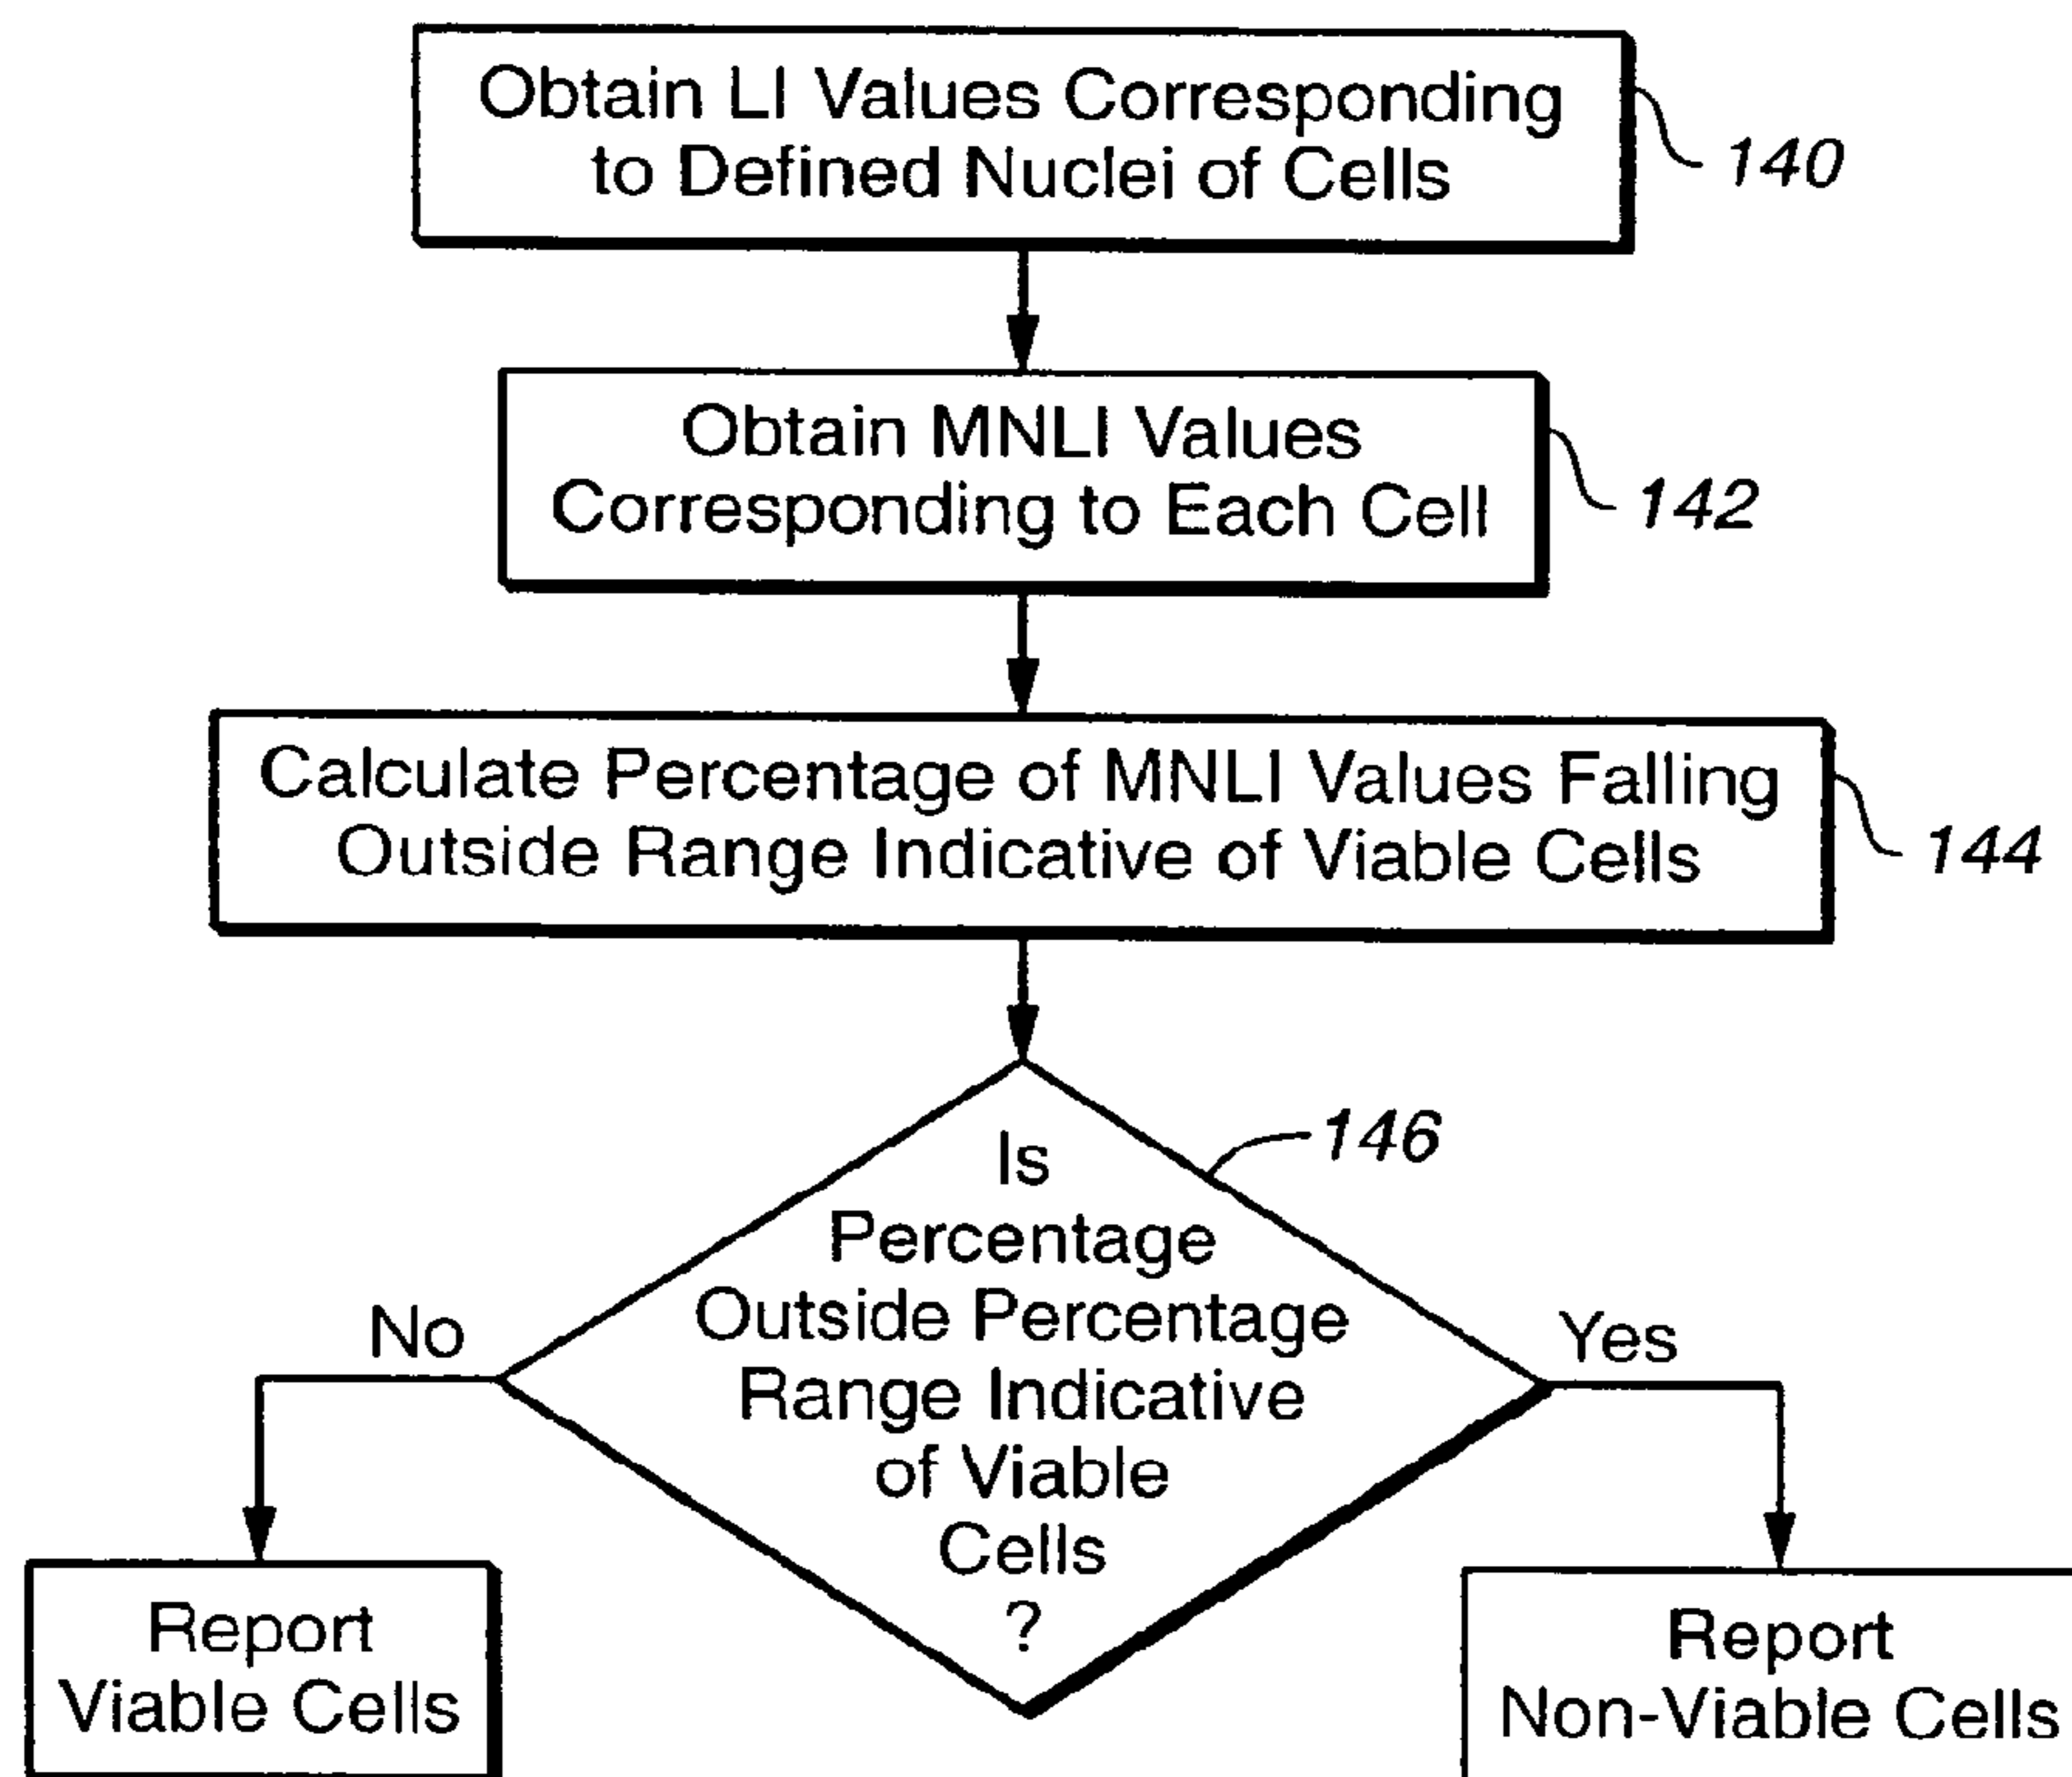 Obtain LI Values Corresponding
to Defined Nuclei of Cells
140
Obtain MNLI Values
Corresponding to Each Cell
142
Calculate Percentage of MNLI Values Falling
Outside Range Indicative of Viable Cells
144
146
Is
Percentage
Outside Percentage
Range Indicative
of Viable
Cells
?
No
Yes
Report
Viable Cells
Report
Non-Viable Cells